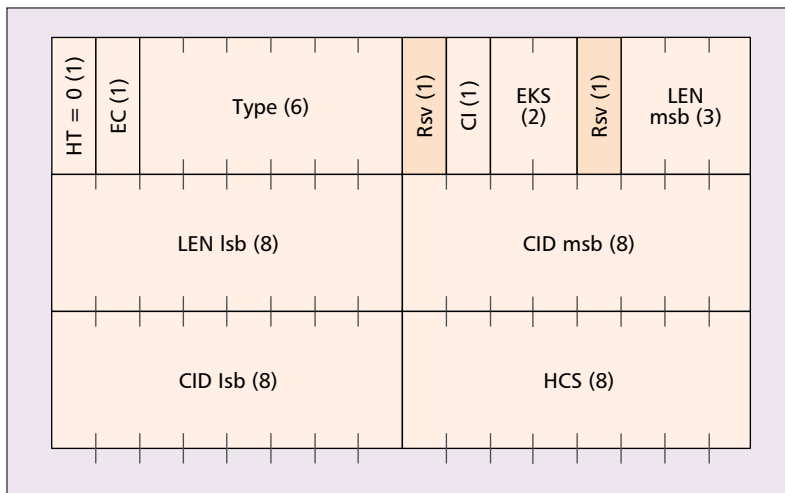 HT = 0 (1)
EC (1)
Type (6)
Rsv (1)
CI (1)
EKS
(2)
Rsv (1)
LEN
msb (3)
LEN lsb (8)
CID msb (8)
CID lsb (8)
HCS (8)